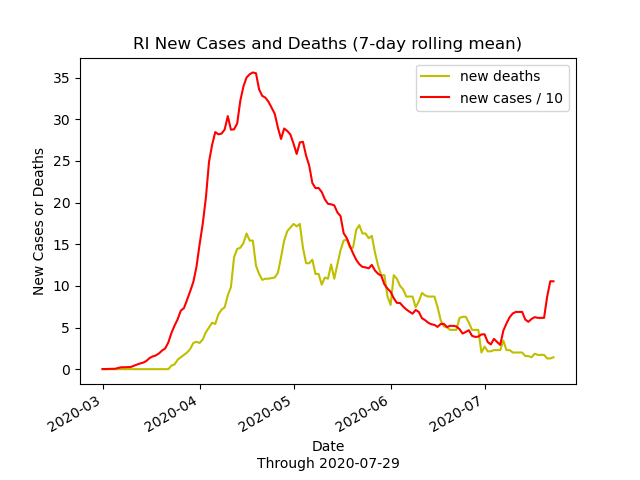 RI New Cases and Deaths (7-day rolling mean)
new deaths
new cases / 10
New Cases or Deaths
35
30
25
20
15
10
5
0
2020-03
2020-04
2020-05
2020-06
2020-07
Date
Through 2020-07-29